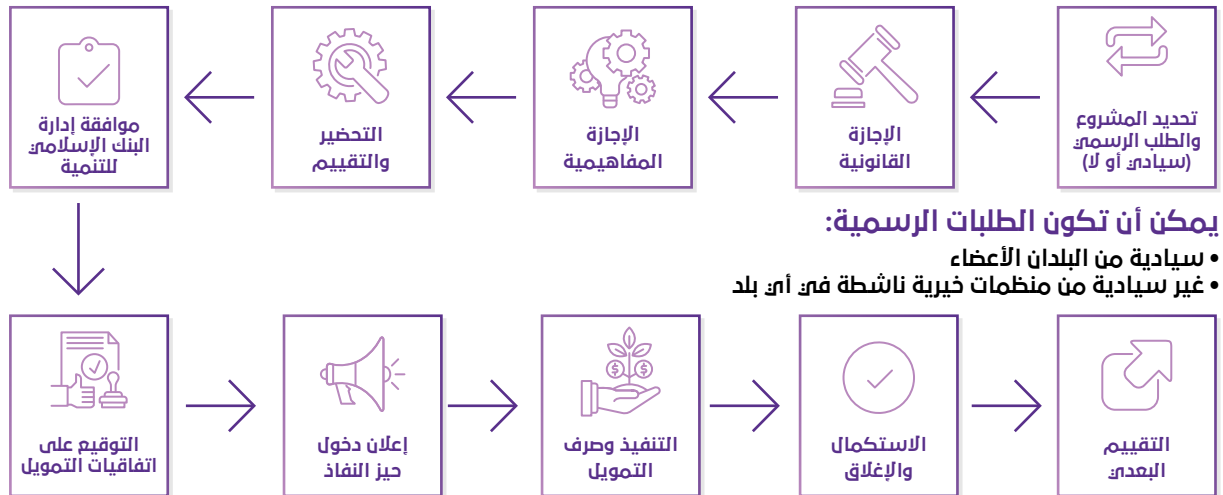 تحديد المشروع
والطلب الرسمي
(سيادي أو لا)
الإجازة
القانونية
الإجازة
المفاهيمية
التحضير
والتقييم
موافقة إدارة
البنك الإسلامي
للتنمية
يمكن أن تكون الطلبات الرسمية:
• سيادية من البلدان الأعضاء
• غير سيادية من منظمات خيرية ناشطة في أي بلد
التوقيع على
اتفاقيات التمويل
إعلان دخول
حيز النفاذ
التنفيذ وصرف
التمويل
الاستكمال
والإغلاق
التقييم
البعدي